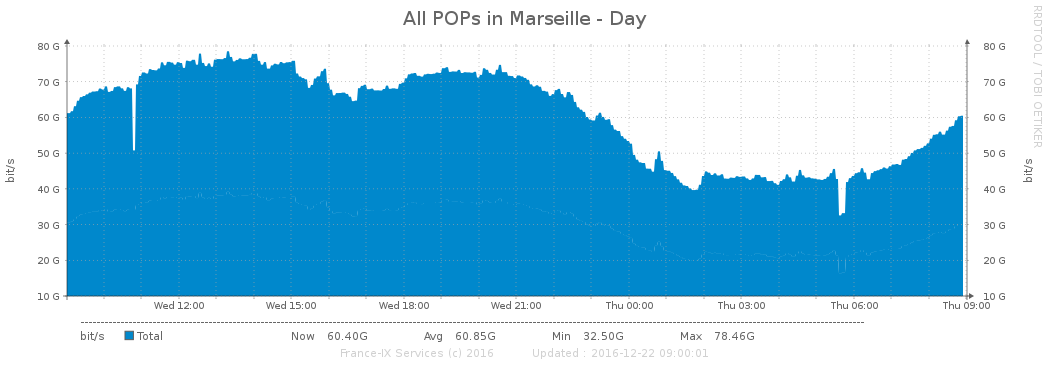 All POPs in Marseille - Day
RRDTOOL / TOBI OETIKER
80 G 80 G
70 G 70 G
60 G 60 G
50 G 50 G
40 G 40 G
30 G 30 G
20 G 20 G
10 G 10 G
bit/s
bit/s
Wed 12:00 Wed 15:00 Wed 18:00 Wed 21:00 Thu 00:00 Thu 03:00 Thu 06:00 Thu 09:00
bit/s Total Now 60.40G Avg 60.85G Min 32.50G Max 78.46G
France-IX Services (c) 2016 Updated : 2016-12-22 09:00:01